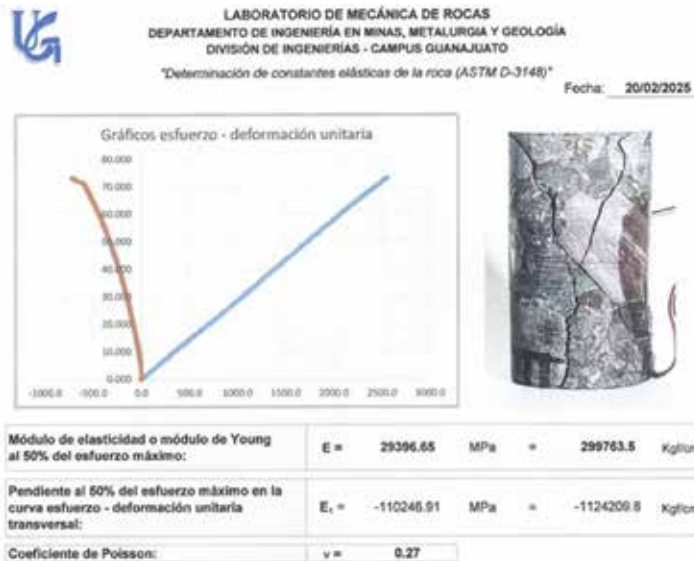 UG
LABORATORIO DE MECÁNICA DE ROCAS
DEPARTAMENTO DE INGENIERÍA EN MINAS, METALURGIA Y GEOLOGÍA
DIVISIÓN DE INGENIERÍAS - CAMPUS GUANAJUATO
"Determinación de constantes elásticas de la roca (ASTM D-3148)"
Fecha: 20/02/2025
Gráficos esfuerzo - deformación unitaria
80.000
70.000
60.000
50.000
40.000
30.000
20.000
10.000
0.000
-1000.0 -500.0 0.0 500.0 1000.0 1500.0 2000.0 2500.0 3000.0
Módulo de elasticidad o módulo de Young
al 50% del esfuerzo máximo:
E = 29396.65 MPa = 299763.5
Pendiente al 50% del esfuerzo máximo en la
curva esfuerzo - deformación unitaria
transversal:
E₁ = -110246.91 MPa = -1124209.8
Coeficiente de Poisson: v = 0.27